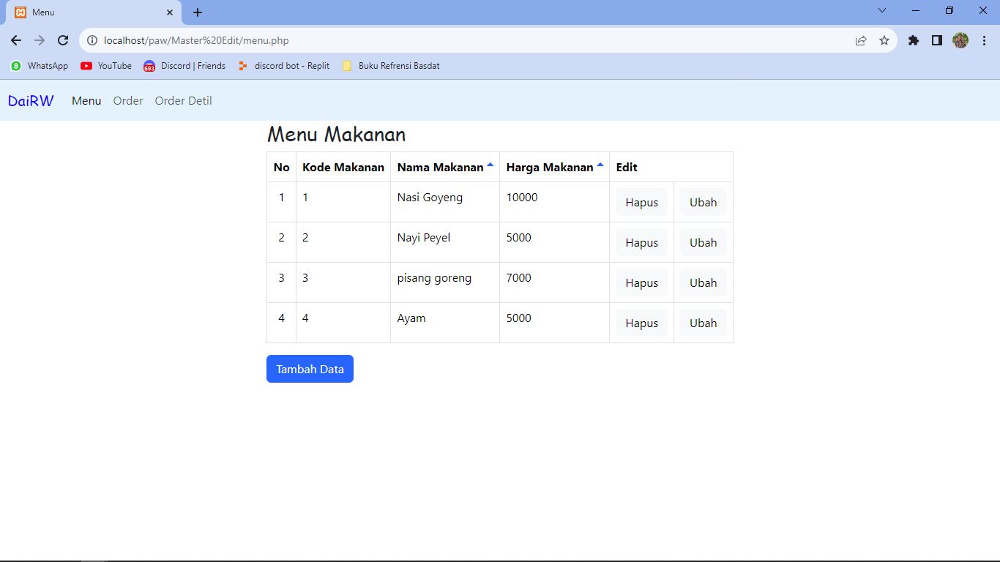 Menu
localhost/paw/Master%20Edit/menu.php
8 WhatsApp YouTube 693 Discord | Friends discord bot - Replit Buku Refrensi Basdat
DaiRW Menu Order Order Detil
Menu Makanan
No Kode Makanan Nama Makanan Harga Makanan Edit
1 1 Nasi Goyeng 10000 Hapus Ubah
2 2 Nayi Peyel 5000 Hapus Ubah
3 3 pisang goreng 7000 Hapus Ubah
4 4 Ayam 5000 Hapus Ubah
Tambah Data